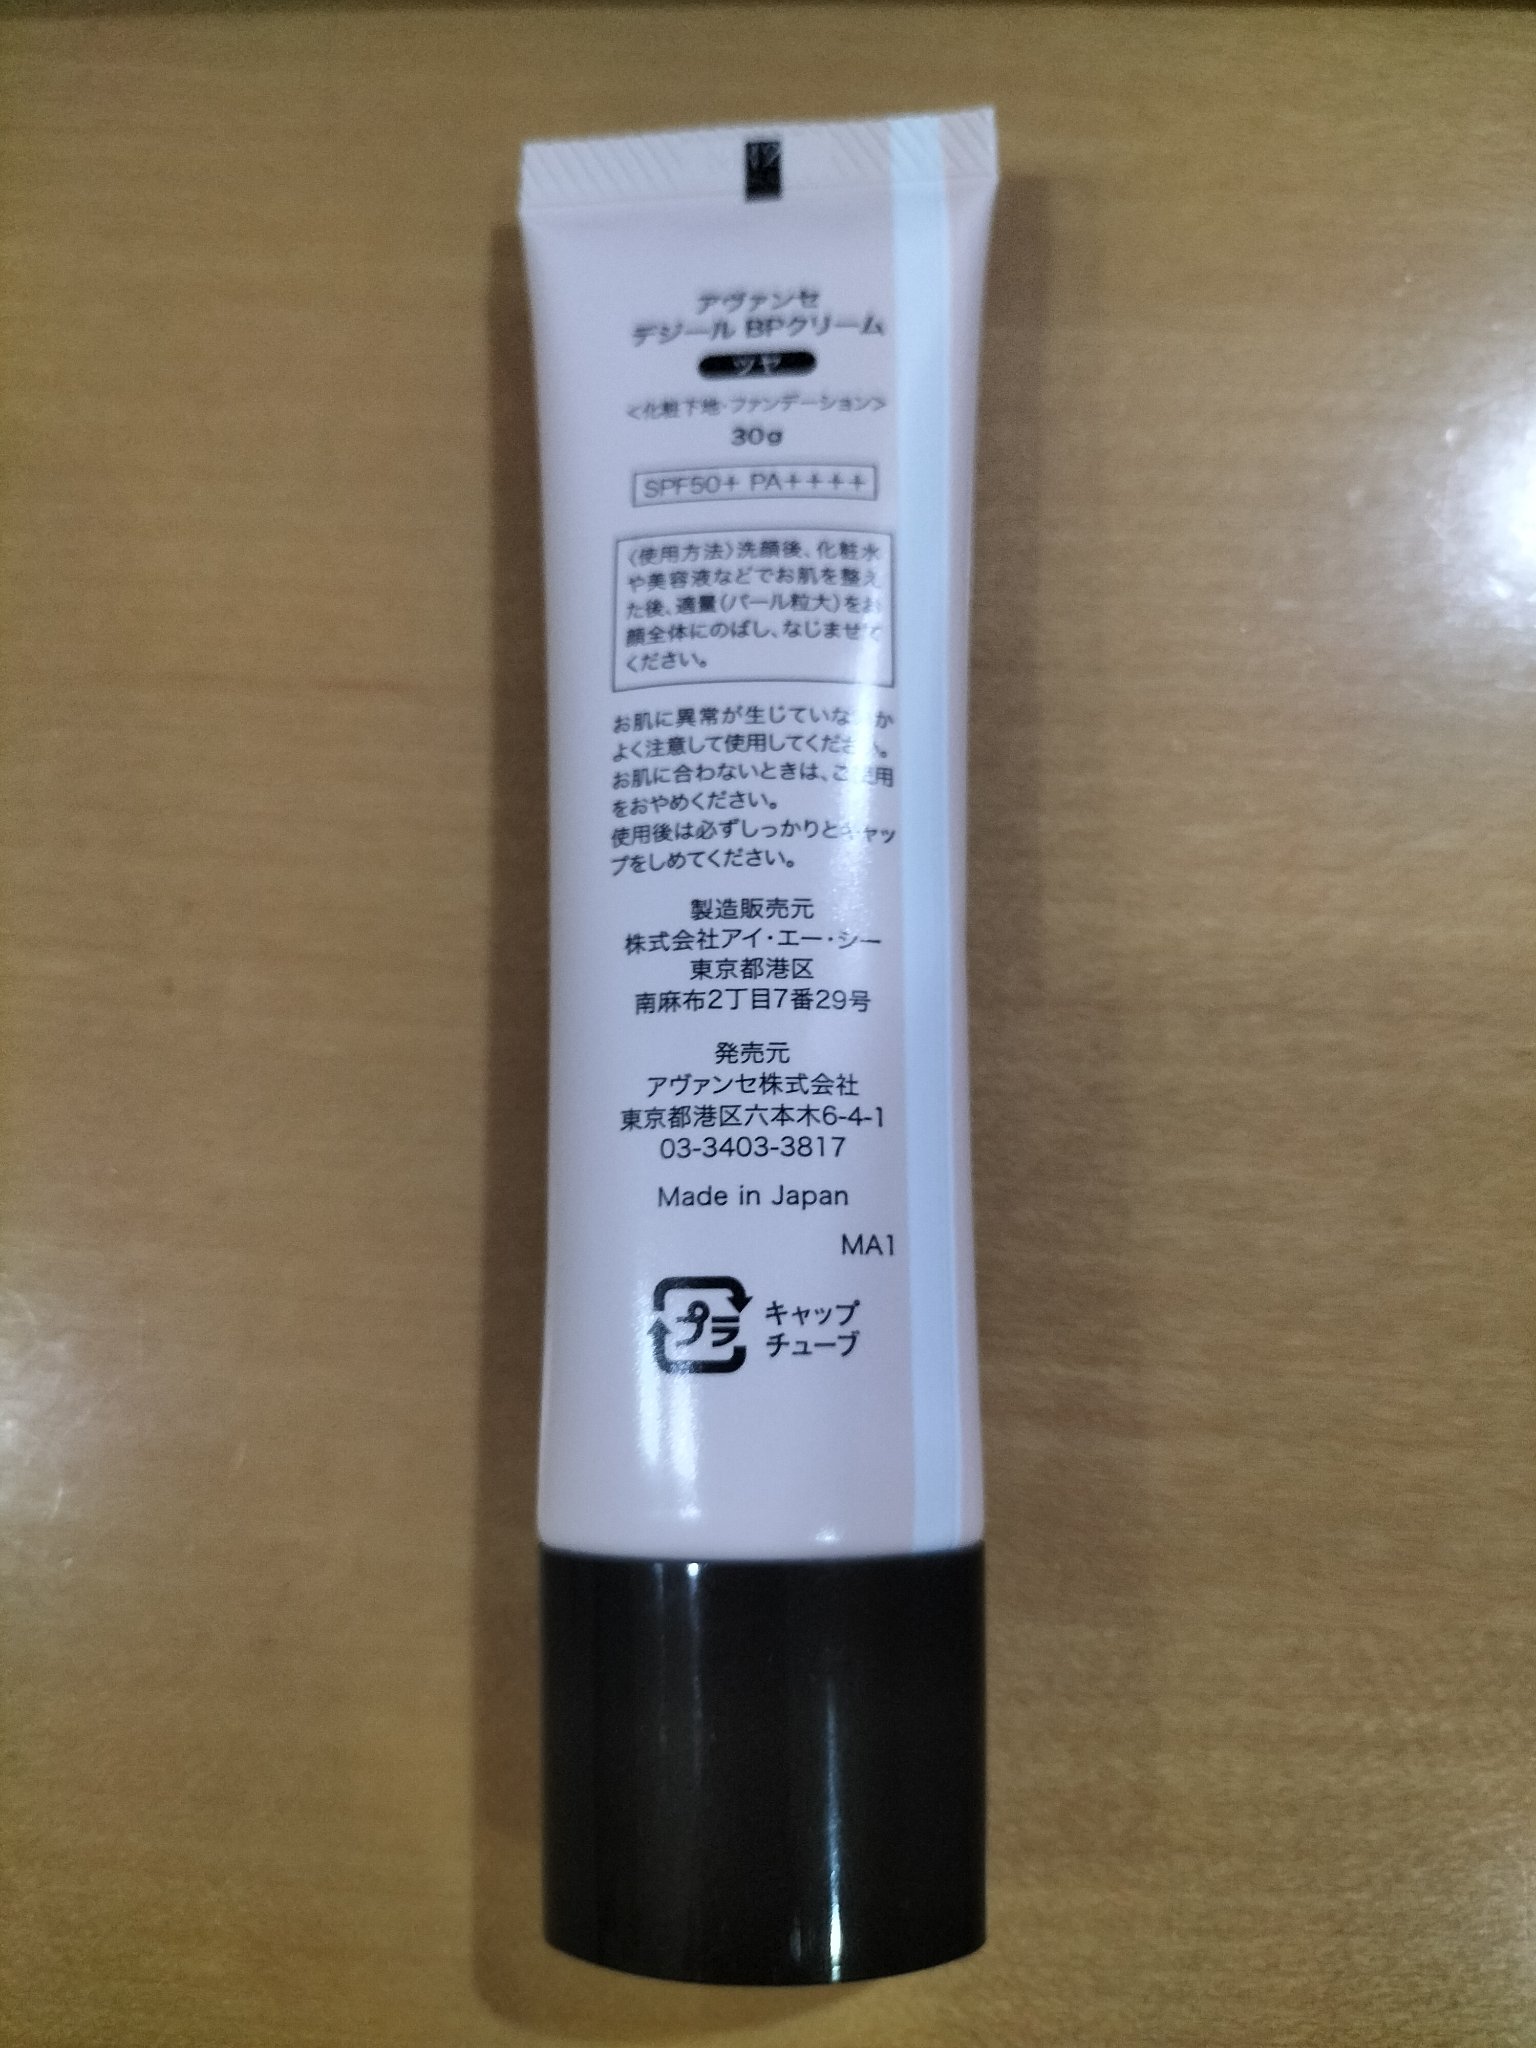 アヴァンセ
デジール BPクリーム
ツヤ
<化粧下地・ファンデーション>
30g
SPF50+ PA++++
〈使用方法〉洗顔後、化粧水
や美容液などでお肌を整え
た後、適量(パール粒大)をお
顔全体にのばし、なじませて
ください。
お肌に異常が生じていないか
よく注意して使用してください。
お肌に合わないときは、ご使用
をおやめください。
使用後は必ずしっかりとキャッ
プをしめてください。
製造販売元
株式会社アイ・エー・シー
東京都港区
南麻布2丁目7番29号
発売元
アヴァンセ株式会社
東京都港区六本木6-4-1
03-3403-3817
Made in Japan
MA1
プラ
キャップ
チューブ